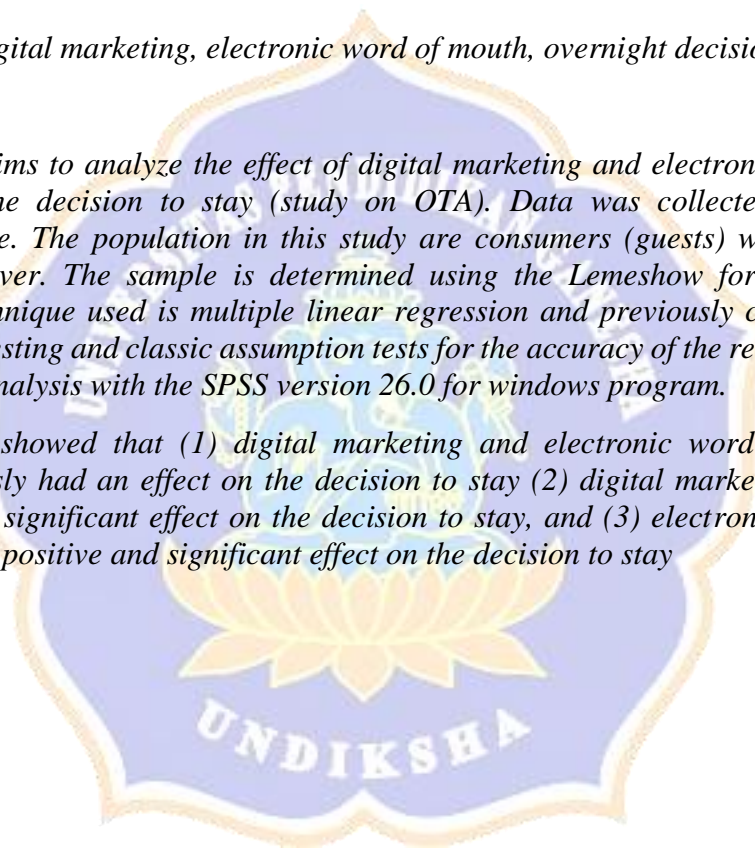 gital marketing, electronic word of mouth, overnight decisio
ims to analyze the effect of digital marketing and electron
he decision to stay (study on OTA). Data was collecte
e. The population in this study are consumers (guests) w
ver. The sample is determined using the Lemeshow for
hnique used is multiple linear regression and previously c
esting and classic assumption tests for the accuracy of the re
nalysis with the SPSS version 26.0 for windows program.
showed that (1) digital marketing and electronic word
sly had an effect on the decision to stay (2) digital marke
significant effect on the decision to stay, and (3) electron
positive and significant effect on the decision to stay
UNIVERSITAS PENDIDIKAN GANESHA
UNDIKSHA